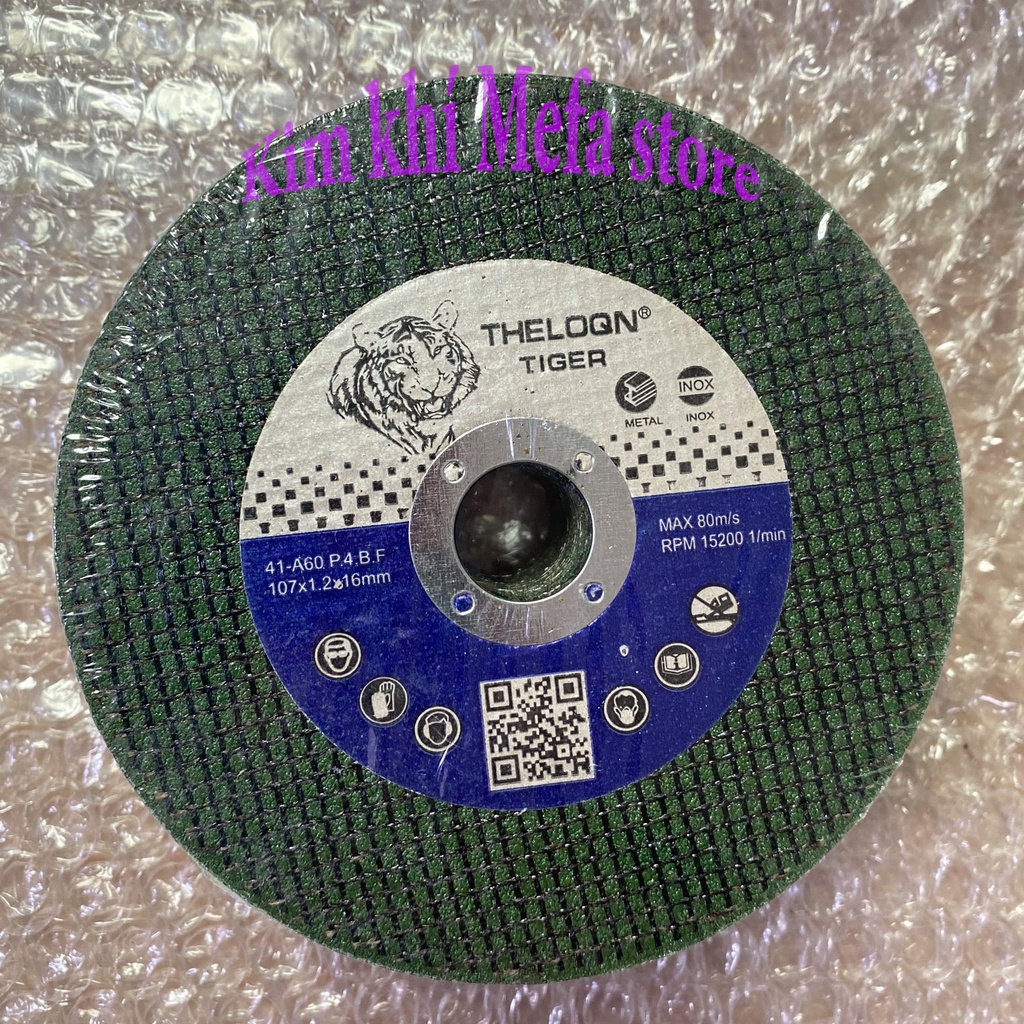 Kim khí Mefa store
THELOQN®
TIGER
INOX
METAL
INOX
MAX 80m/s
RPM 15200 1/min
41-A60 P.4.B.F
107x1.2x16mm